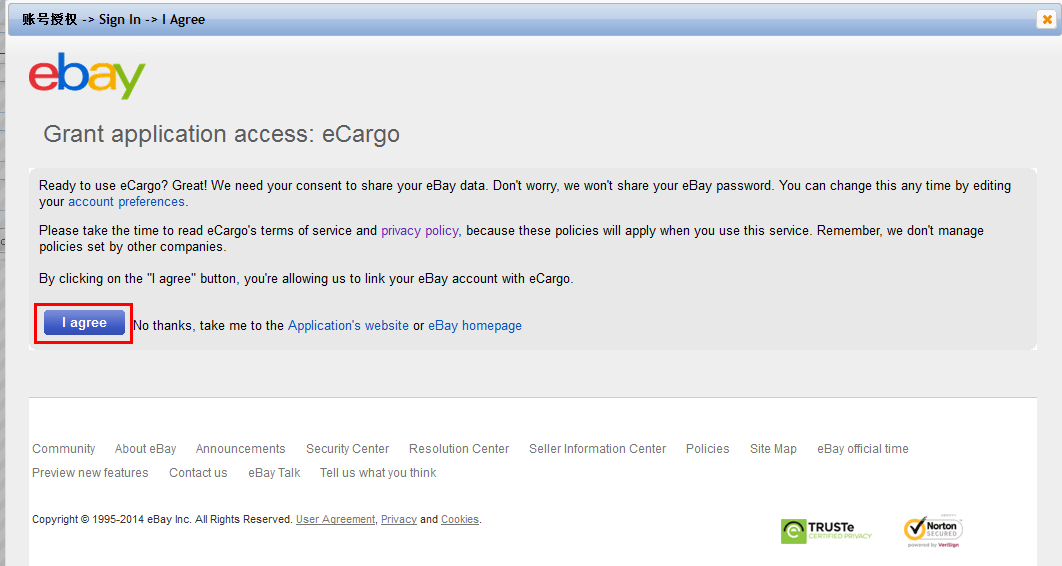 账号授权 -> Sign In -> I Agree
ebay
Grant application access: eCargo
Ready to use eCargo? Great! We need your consent to share your eBay data. Don't worry, we won't share your eBay password. You can change this any time by editing
your account preferences.
Please take the time to read eCargo's terms of service and privacy policy, because these policies will apply when you use this service. Remember, we don't manage
policies set by other companies.
By clicking on the "I agree" button, you're allowing us to link your eBay account with eCargo.
I agree No thanks, take me to the Application's website or eBay homepage
Community About eBay Announcements Security Center Resolution Center Seller Information Center Policies Site Map eBay official time
Preview new features Contact us eBay Talk Tell us what you think
Copyright © 1995-2014 eBay Inc. All Rights Reserved. User Agreement, Privacy and Cookies.
TRUSTe
CERTIFIED PRIVACY
Norton
SECURED
powered by VeriSign